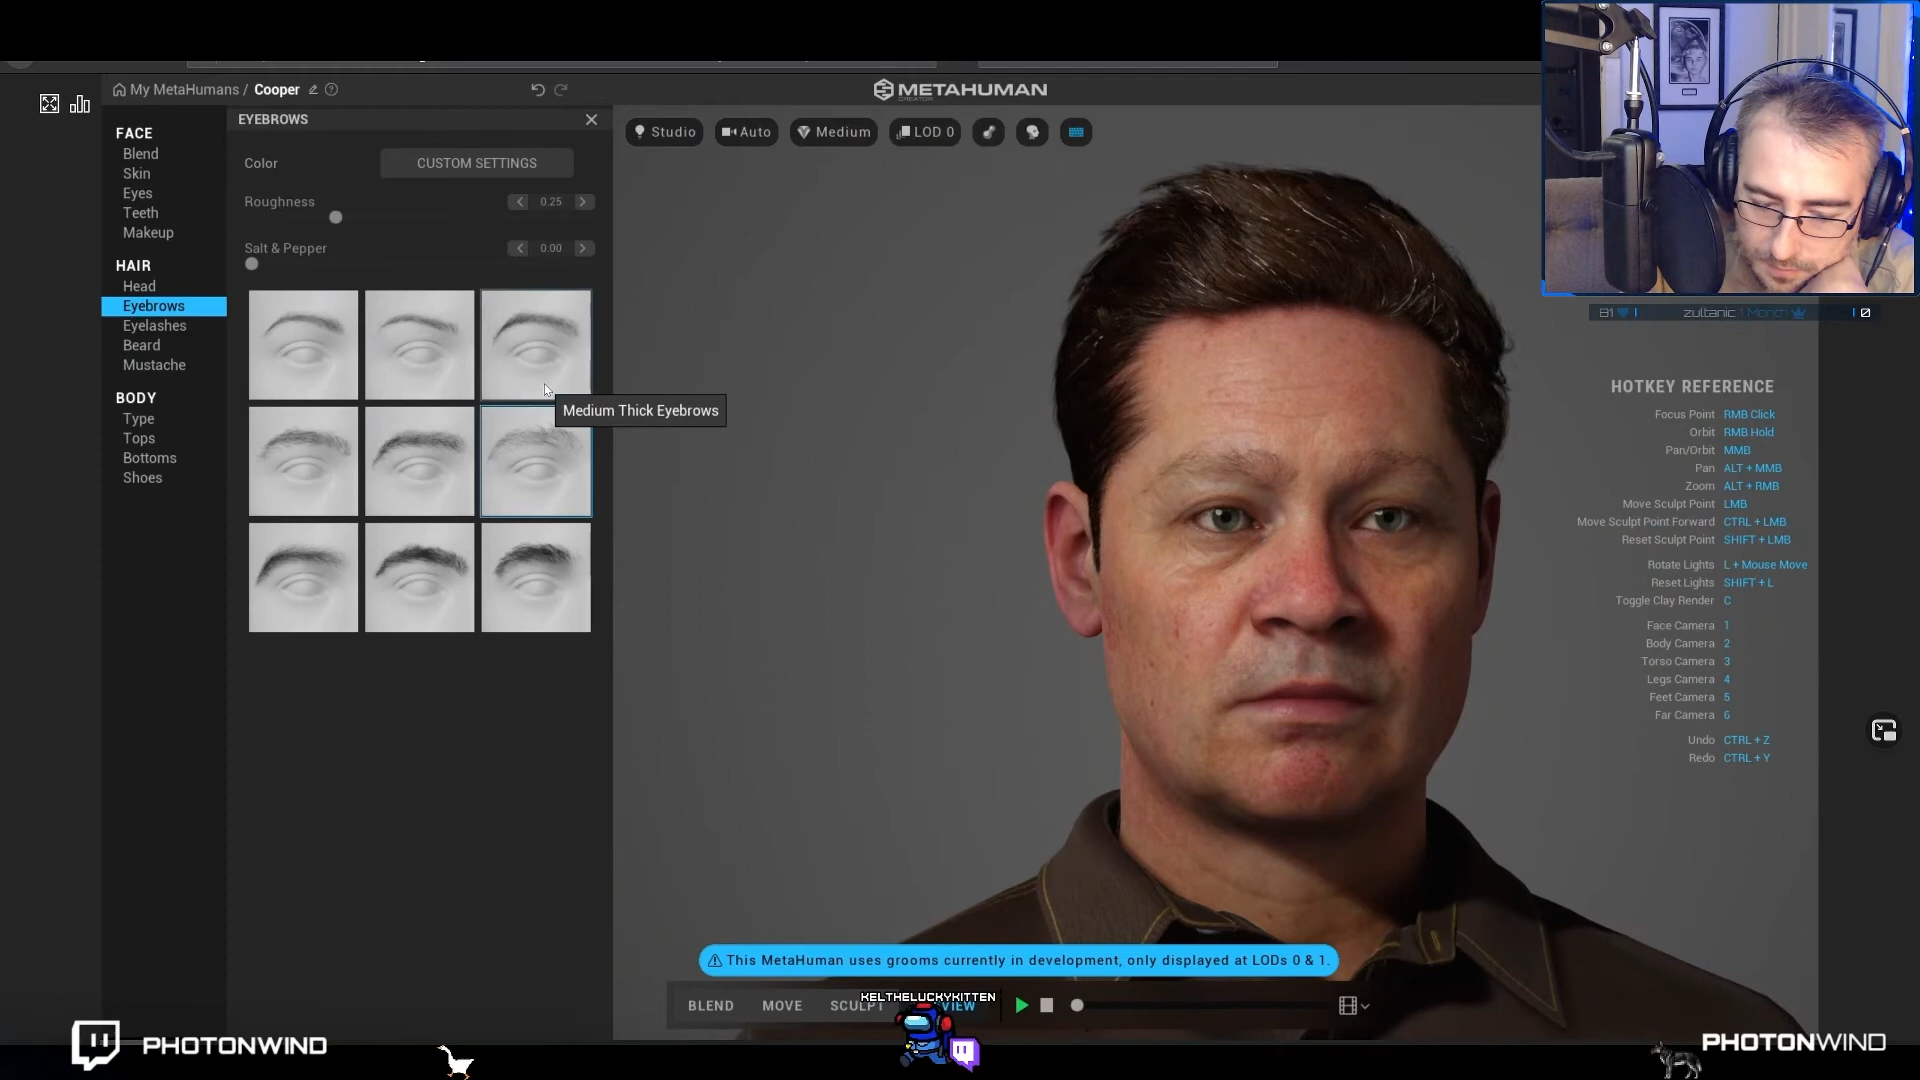 My MetaHumans / Cooper
METAHUMAN
CREATOR
FACE
Blend
Skin
Eyes
Teeth
Makeup
HAIR
Head
Eyebrows
Eyelashes
Beard
Mustache
BODY
Type
Tops
Bottoms
Shoes
EYEBROWS
Color
CUSTOM SETTINGS
Roughness
0.25
Salt & Pepper
0.00
Medium Thick Eyebrows
Studio
Auto
Medium
LOD 0
zultanic 1 Month
HOTKEY REFERENCE
Focus Point RMB Click
Orbit RMB Hold
Pan/Orbit MMB
Pan ALT + MMB
Zoom ALT + RMB
Move Sculpt Point LMB
Move Sculpt Point Forward CTRL + LMB
Reset Sculpt Point SHIFT + LMB
Rotate Lights L + Mouse Move
Reset Lights SHIFT + L
Toggle Clay Render C
Face Camera 1
Body Camera 2
Torso Camera 3
Legs Camera 4
Feet Camera 5
Far Camera 6
Undo CTRL + Z
Redo CTRL + Y
This MetaHuman uses grooms currently in development, only displayed at LODs 0 & 1.
KELTHELUCKYKITTEN
BLEND
MOVE
SCULPT
VIEW
PHOTONWIND
PHOTONWIND